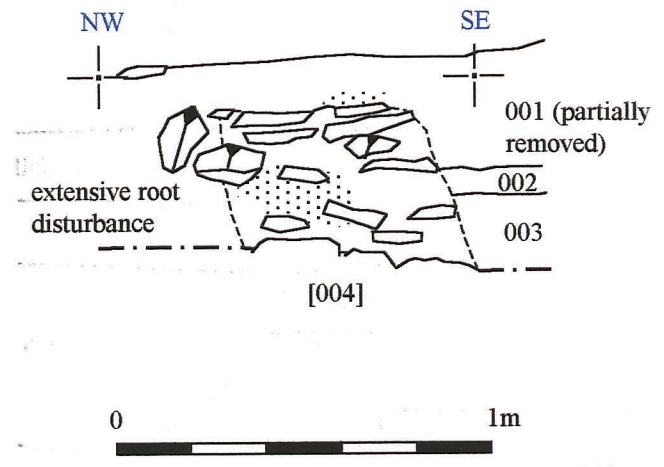 NW
SE
001 (partially
removed)
002
extensive root
disturbance
003
[004]
0
1m